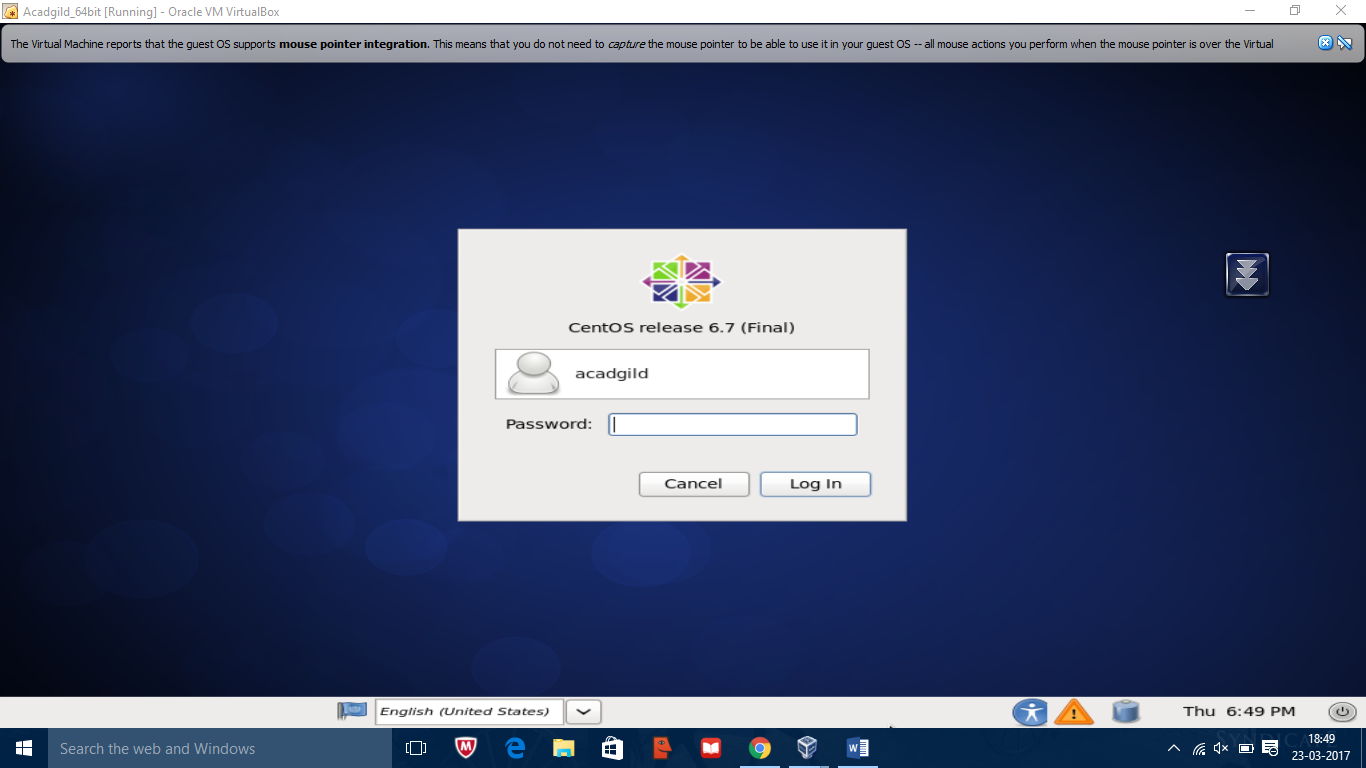 Acadgild_64bit [Running] - Oracle VM VirtualBox
The Virtual Machine reports that the guest OS supports mouse pointer integration. This means that you do not need to capture the mouse pointer to be able to use it in your guest OS -- all mouse actions you perform when the mouse pointer is over the Virtual
CentOS release 6.7 (Final)
acadgild
Password:
Cancel Log In
English (United States) Thu 6:49 PM
Search the web and Windows 18:49
23-03-2017